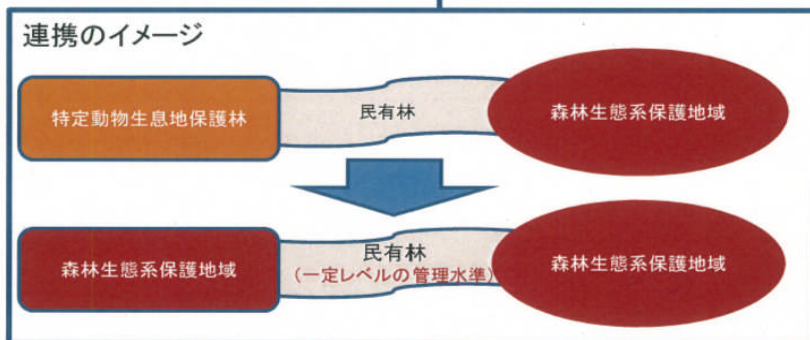 連携のイメージ
特定動物生息地保護林
民有林
森林生態系保護地域
森林生態系保護地域
民有林
（一定レベルの管理水準）
森林生態系保護地域